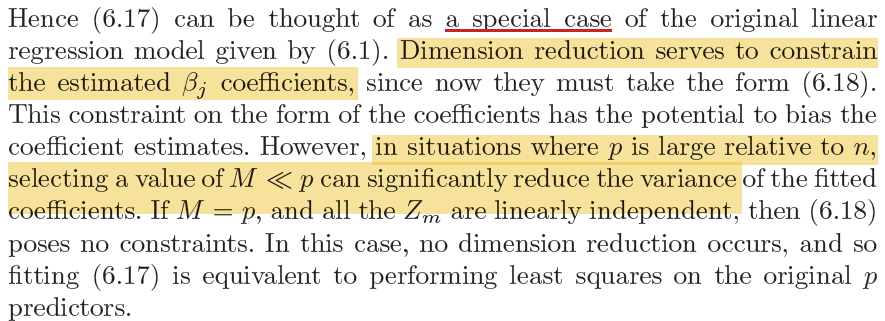 Hence (6.17) can be thought of as a special case of the original linear
regression model given by (6.1). Dimension reduction serves to constrain
the estimated βj coefficients, since now they must take the form (6.18).
This constraint on the form of the coefficients has the potential to bias the
coefficient estimates. However, in situations where p is large relative to n,
selecting a value of M ≪ p can significantly reduce the variance of the fitted
coefficients. If M = p, and all the Zm are linearly independent, then (6.18)
poses no constraints. In this case, no dimension reduction occurs, and so
fitting (6.17) is equivalent to performing least squares on the original p
predictors.